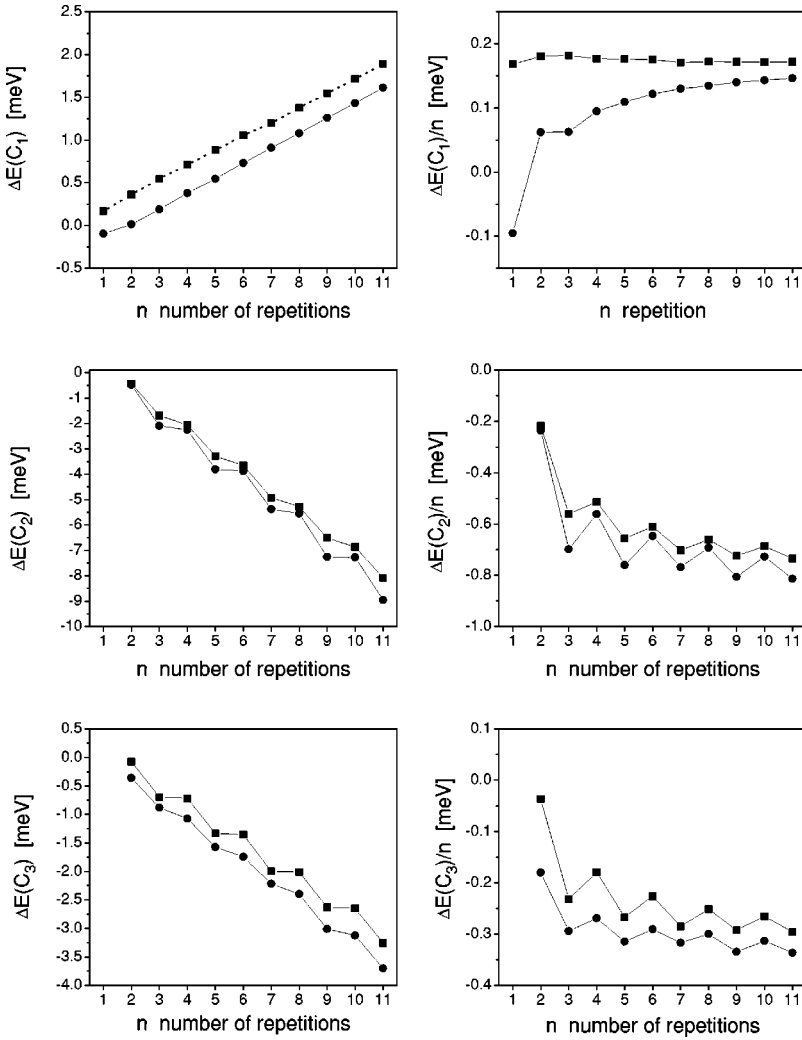 2.5
2.0
1.5
1.0
0.5
0.0
-0.5
ΔE(C₁) [meV]
1 2 3 4 5 6 7 8 9 10 11
n number of repetitions
0.2
0.1
0.0
-0.1
ΔE(C₁)/n [meV]
1 2 3 4 5 6 7 8 9 10 11
n repetition
0
-1
-2
-3
-4
-5
-6
-7
-8
-9
-10
ΔE(C₂) [meV]
1 2 3 4 5 6 7 8 9 10 11
n number of repetitions
0.0
-0.2
-0.4
-0.6
-0.8
-1.0
ΔE(C₂)/n [meV]
1 2 3 4 5 6 7 8 9 10 11
n number of repetitions
0.5
0.0
-0.5
-1.0
-1.5
-2.0
-2.5
-3.0
-3.5
-4.0
ΔE(C₃) [meV]
1 2 3 4 5 6 7 8 9 10 11
n number of repetitions
0.1
0.0
-0.1
-0.2
-0.3
-0.4
ΔE(C₃)/n [meV]
1 2 3 4 5 6 7 8 9 10 11
n number of repetitions